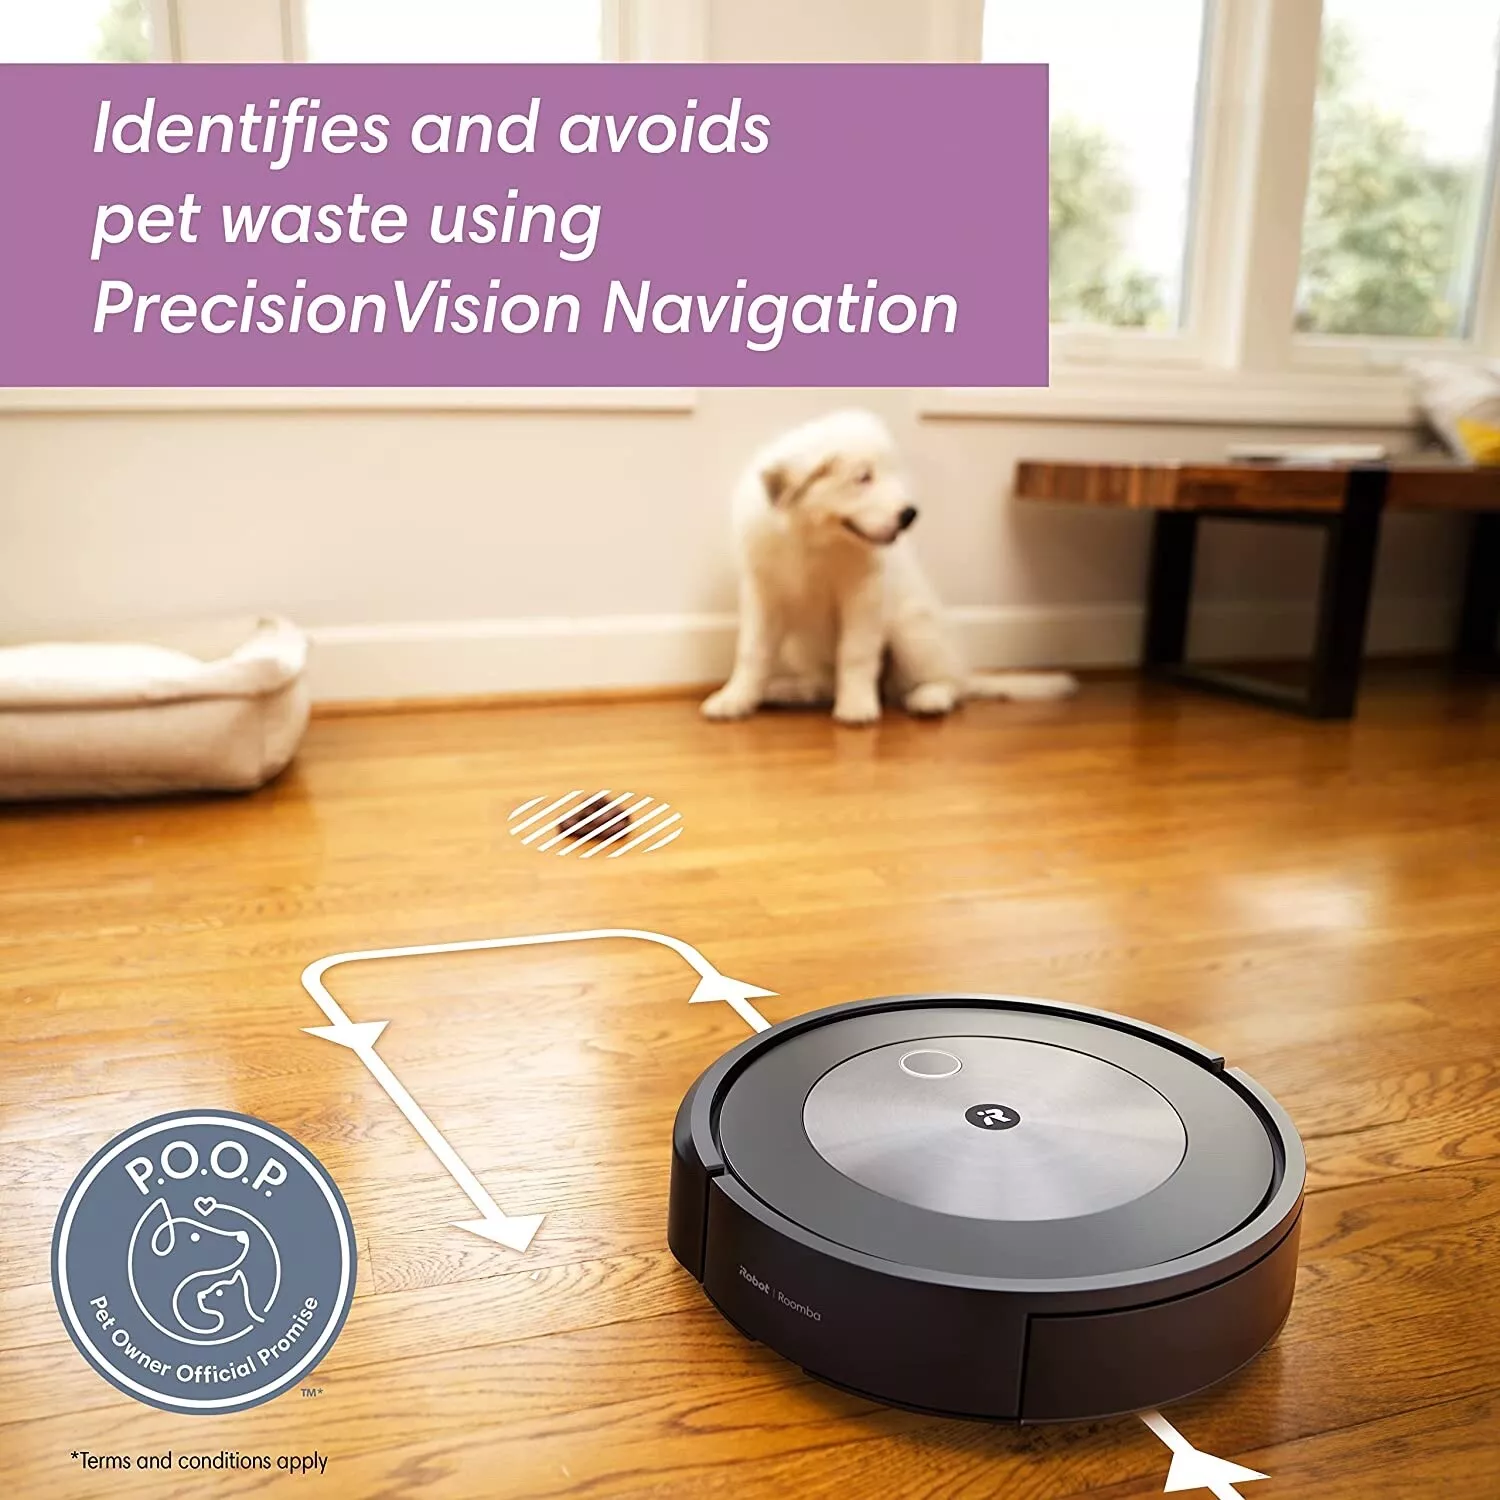 Identifies and avoids
pet waste using
PrecisionVision Navigation
iRobot | Roomba
P.O.O.P.
Pet Owner Official Promise
TM*
*Terms and conditions apply